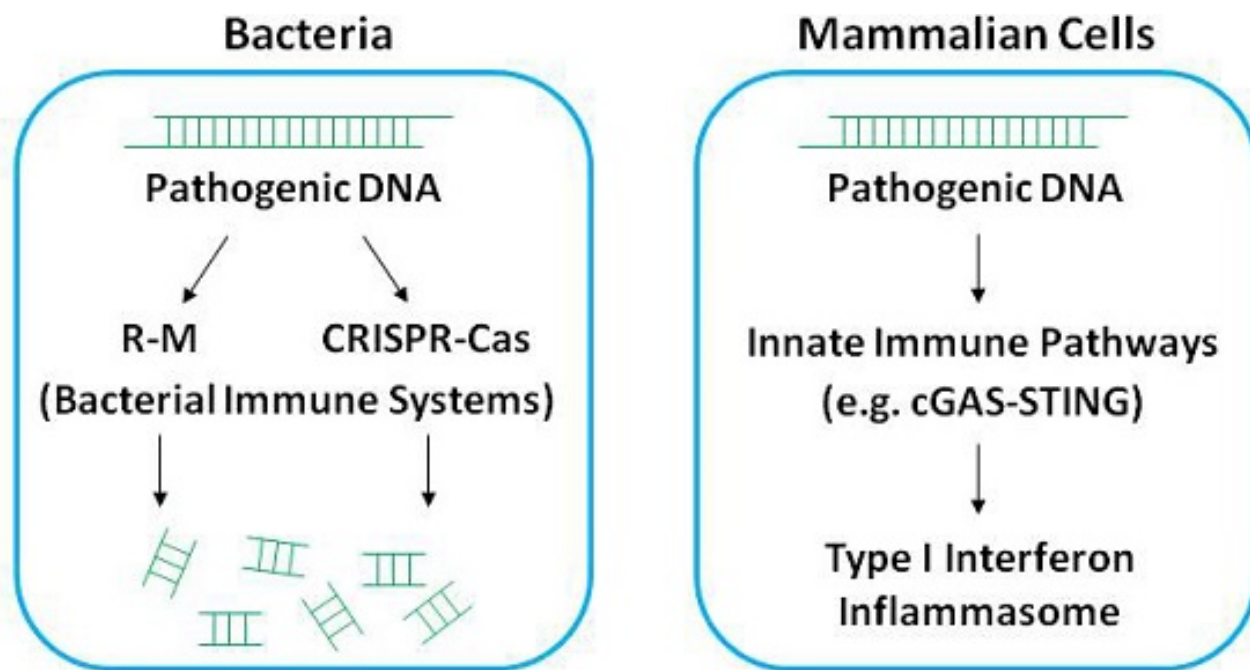 Bacteria
Pathogenic DNA
R-M
CRISPR-Cas
(Bacterial Immune Systems)
Mammalian Cells
Pathogenic DNA
Innate Immune Pathways
(e.g. cGAS-STING)
Type I Interferon
Inflammasome